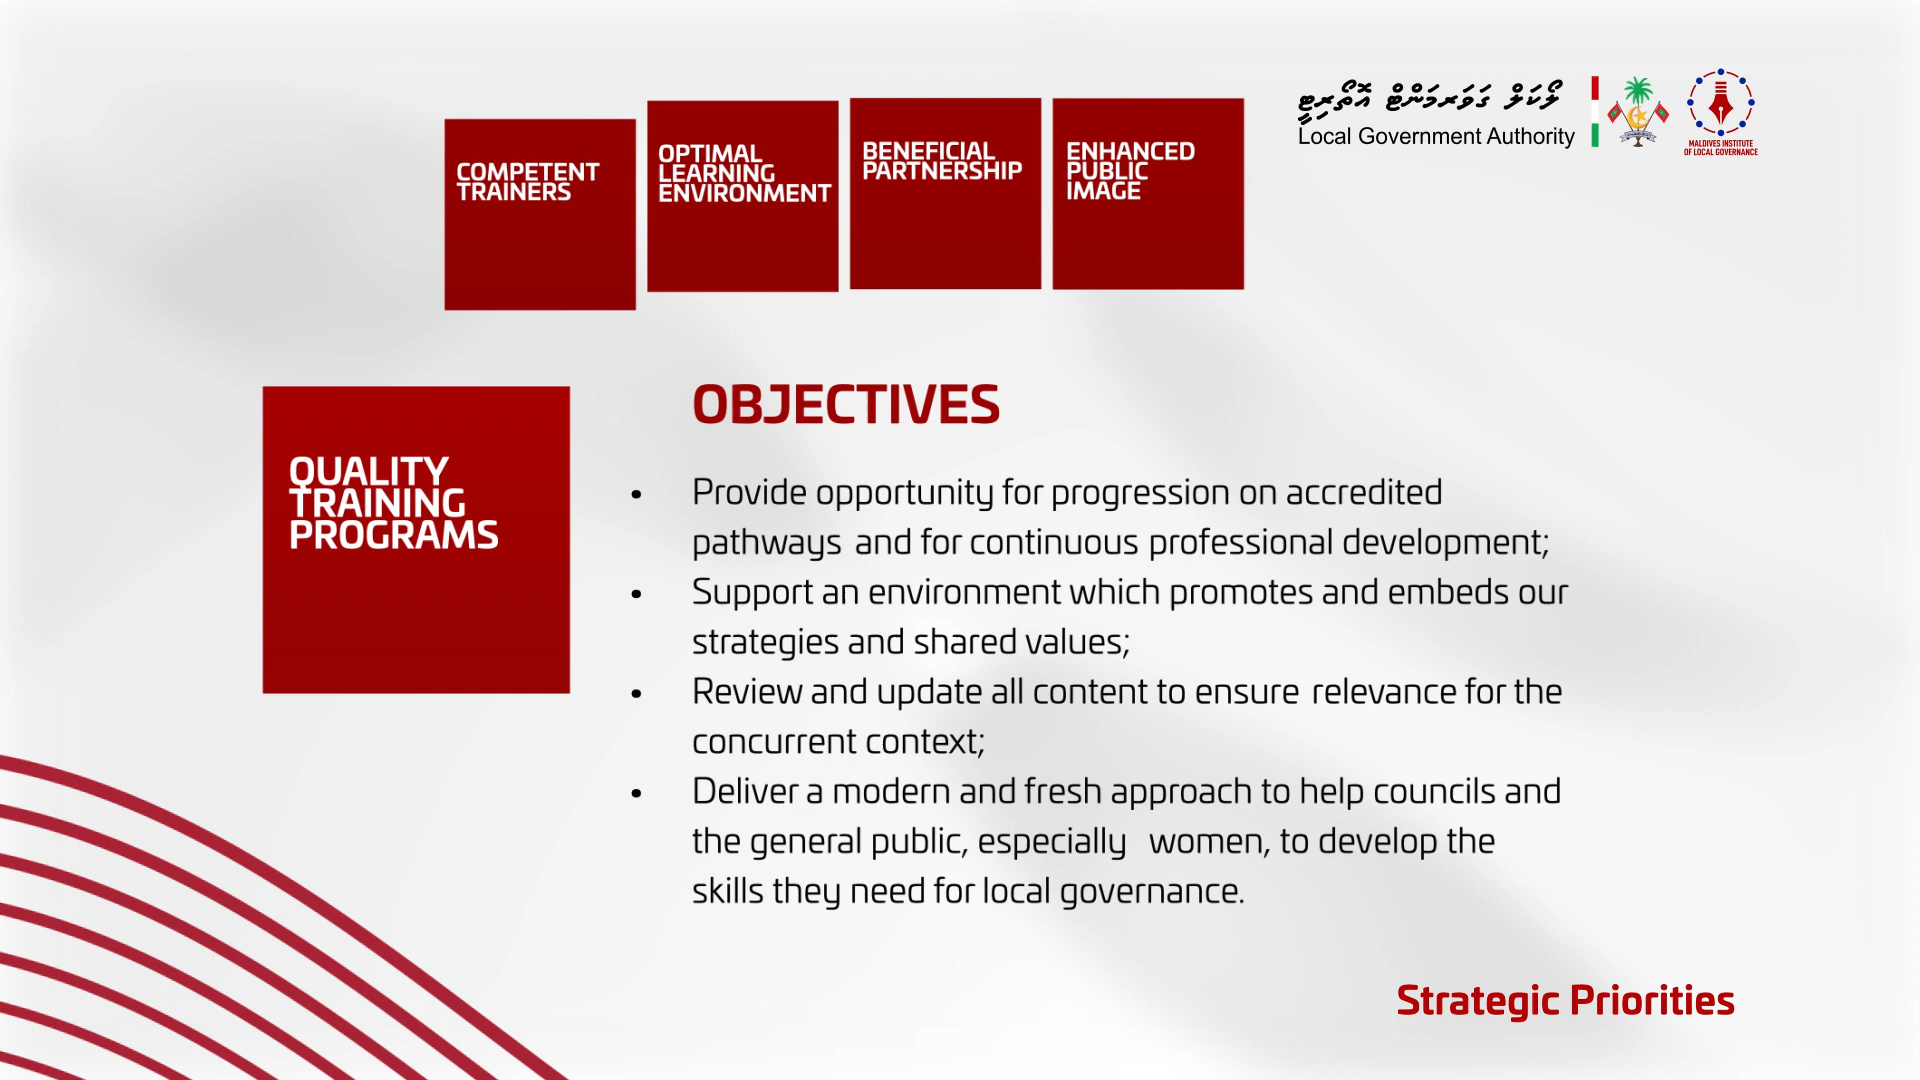 COMPETENT
TRAINERS
OPTIMAL
LEARNING
ENVIRONMENT
BENEFICIAL
PARTNERSHIP
ENHANCED
PUBLIC
IMAGE
ލޯކަލް ގަވަރމަންޓް އޮތޯރިޓީ
Local Government Authority
MALDIVES INSTITUTE
OF LOCAL GOVERNANCE
QUALITY
TRAINING
PROGRAMS
OBJECTIVES
• Provide opportunity for progression on accredited
pathways and for continuous professional development;
• Support an environment which promotes and embeds our
strategies and shared values;
• Review and update all content to ensure relevance for the
concurrent context;
• Deliver a modern and fresh approach to help councils and
the general public, especially women, to develop the
skills they need for local governance.
Strategic Priorities